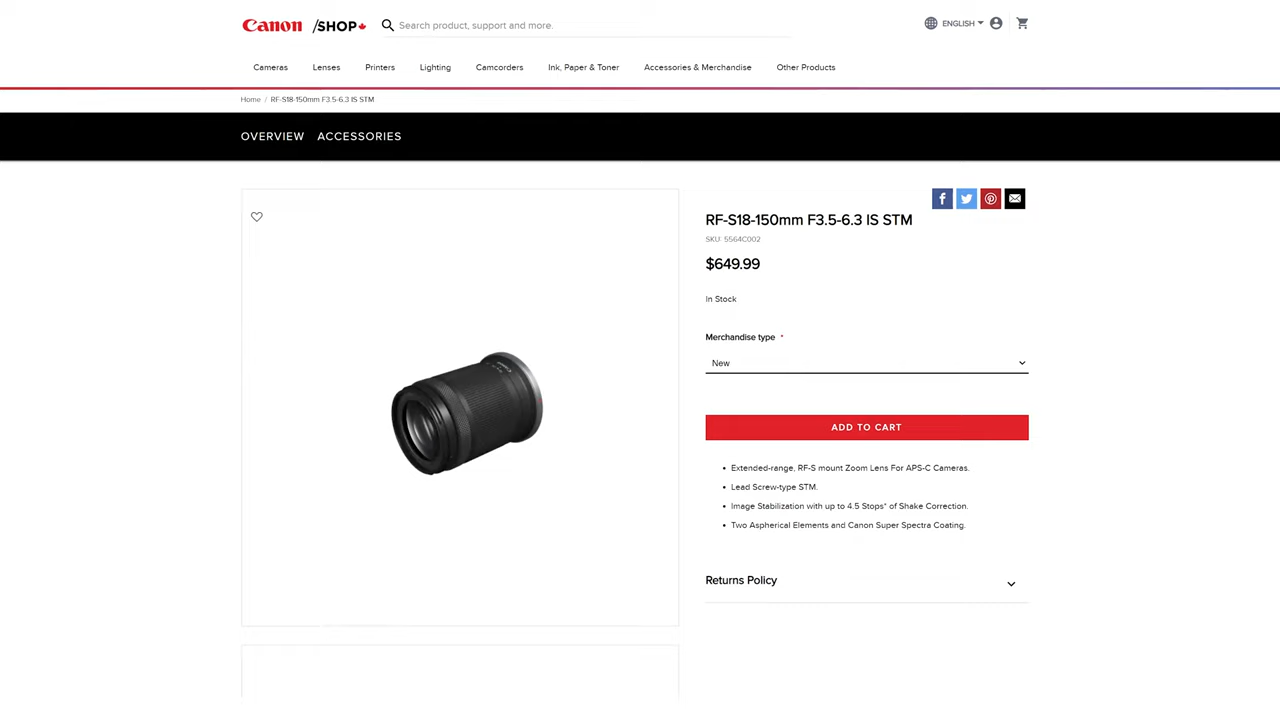 Canon /SHOP
Search product, support and more.
ENGLISH
Cameras Lenses Printers Lighting Camcorders Ink, Paper & Toner Accessories & Merchandise Other Products
Home / RF-S18-150mm F3.5-6.3 IS STM
OVERVIEW ACCESSORIES
RF-S18-150mm F3.5-6.3 IS STM
SKU: 5564C002
$649.99
In Stock
Merchandise type *
New
ADD TO CART
• Extended-range, RF-S mount Zoom Lens For APS-C Cameras.
• Lead Screw-type STM.
• Image Stabilization with up to 4.5 Stops* of Shake Correction.
• Two Aspherical Elements and Canon Super Spectra Coating.
Returns Policy